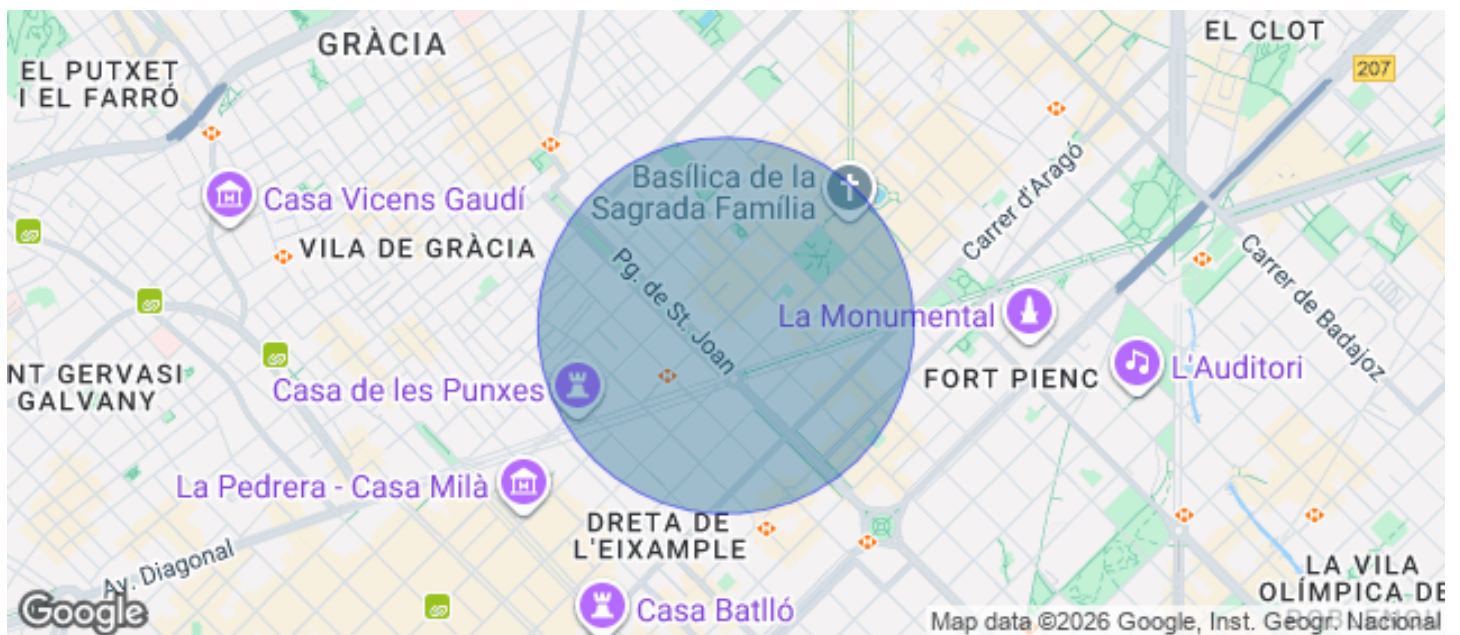 EL CLOT
GRÀCIA
EL PUTXET
I EL FARRÓ
207
Basílica de la
Sagrada Família
Carrer d'Aragó
Casa Vicens Gaudí
VILA DE GRÀCIA
Pg. de St. Joan
Carrer de Badajoz
La Monumental
NT GERVASI
GALVANY
Casa de les Punxes
FORT PIENC
L'Auditori
La Pedrera - Casa Milà
DRETA DE
L'EIXAMPLE
Av. Diagonal
LA VILA
OLÍMPICA DE
Casa Batlló
Google
Map data ©2026 Google, Inst. Geogr. Nacional